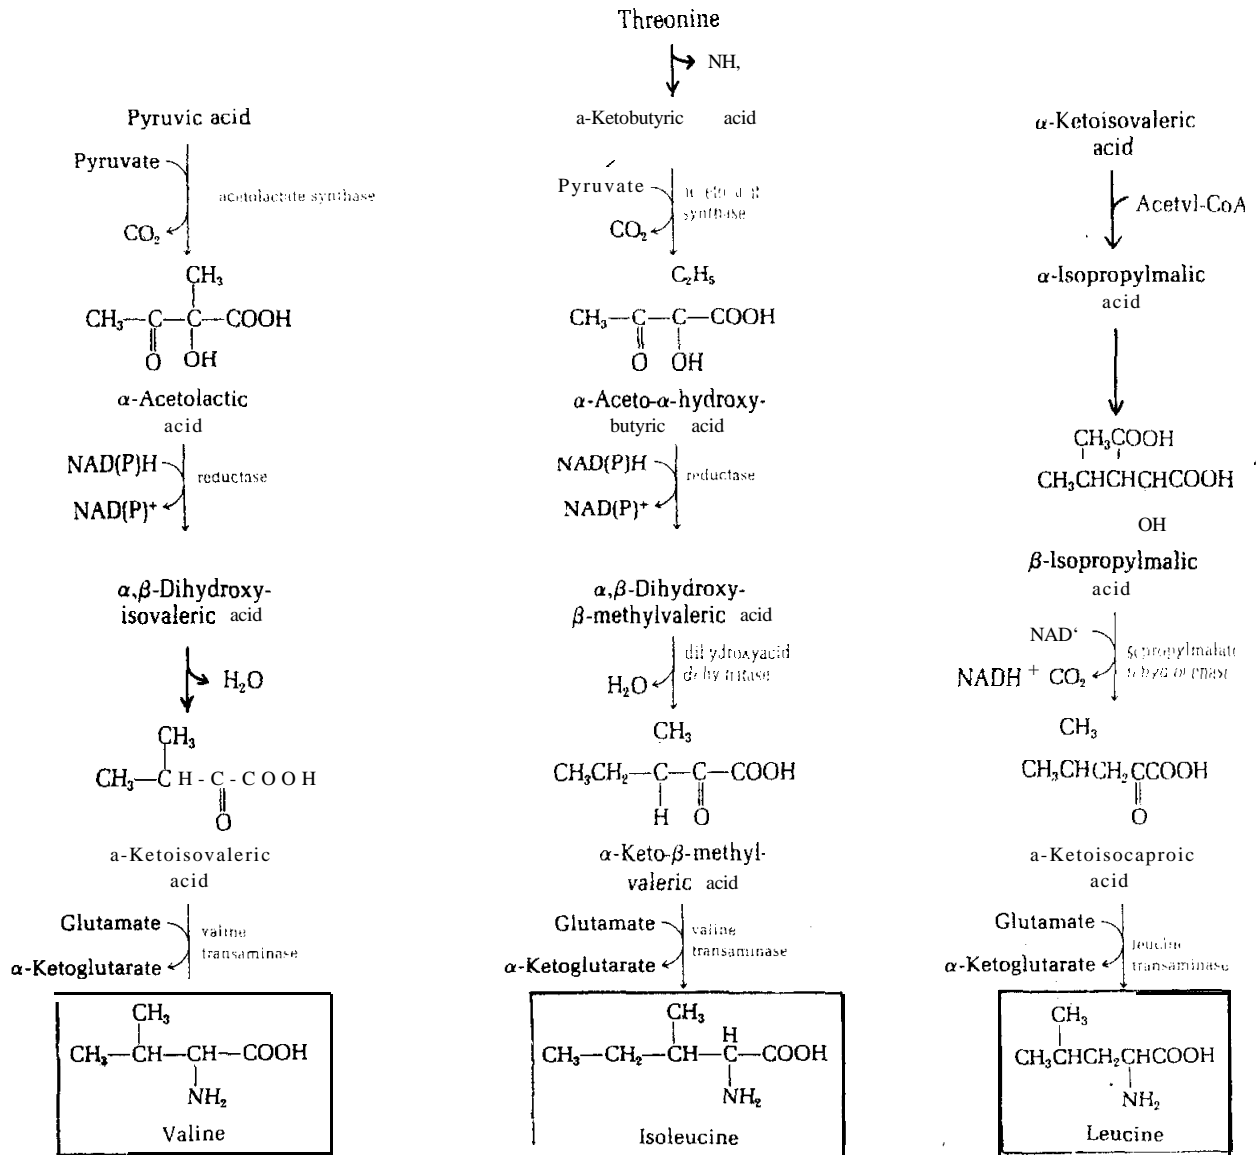 Pyruvic acid
Pyruvate
acetolactate synthase
CO₂
CH₃
CH₃—C—C—COOH
O OH
α-Acetolactic
acid
NAD(P)H
reductase
NAD(P)⁺
α,β-Dihydroxy-
isovaleric acid
H₂O
CH₃
CH₃—CH-C-COOH
O
a-Ketoisovaleric
acid
Glutamate
valine
transaminase
α-Ketoglutarate
CH₃
CH₃—CH—CH—COOH
NH₂
Valine
Threonine
NH,
a-Ketobutyric acid
Pyruvate
synthase
CO₂
C₂H₅
CH₃—C—C—COOH
O OH
α-Aceto-α-hydroxy-
butyric acid
NAD(P)H
reductase
NAD(P)⁺
α,β-Dihydroxy-
β-methylvaleric acid
H₂O
CH₃
CH₃CH₂—C—C—COOH
H O
α-Keto-β-methyl-
valeric acid
Glutamate
valine
transaminase
α-Ketoglutarate
CH₃ H
CH₃—CH₂—CH—C—COOH
NH₂
Isoleucine
α-Ketoisovaleric
acid
Acetvl-CoA
α-Isopropylmalic
acid
CH₃COOH
CH₃CHCHCHCOOH
OH
β-Isopropylmalic
acid
NAD‘
NADH + CO₂
CH₃
CH₃CHCH₂CCOOH
O
a-Ketoisocaproic
acid
Glutamate
leucine
transaminase
α-Ketoglutarate
CH₃
CH₃CHCH₂CHCOOH
NH₂
Leucine